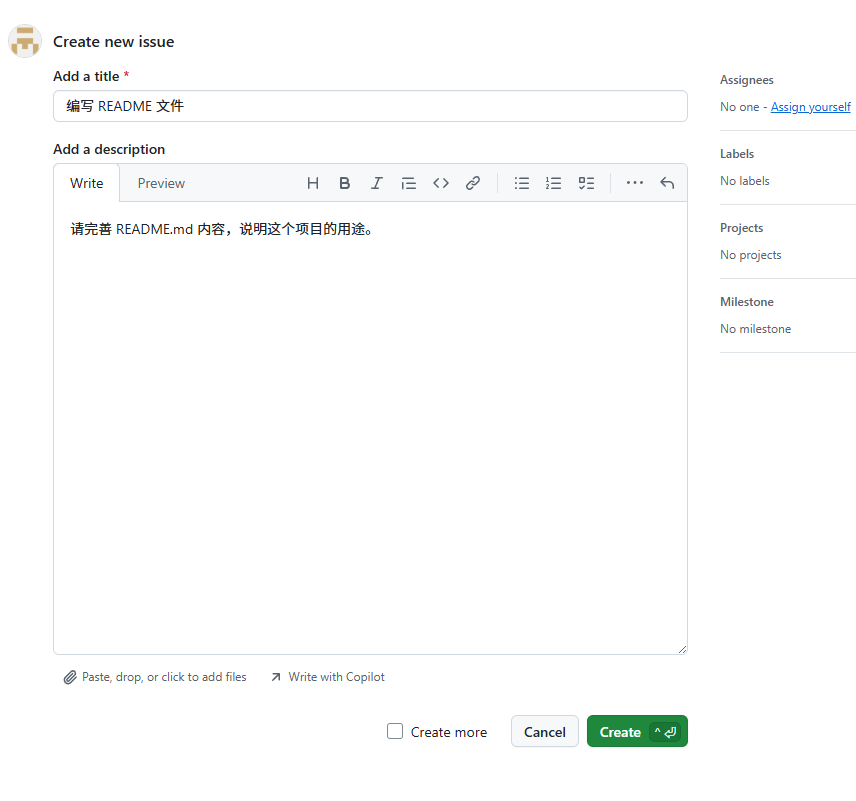 Create new issue
Add a title *
编写 README 文件
Add a description
Write Preview
请完善 README.md 内容，说明这个项目的用途。
Paste, drop, or click to add files Write with Copilot
Create more Cancel Create
Assignees
No one - Assign yourself
Labels
No labels
Projects
No projects
Milestone
No milestone